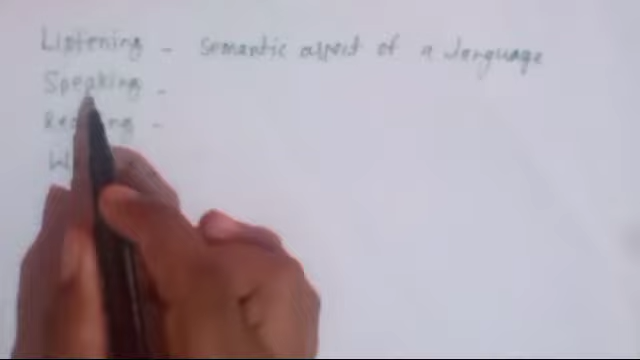 Listening - Semantic aspect of a language
Speaking -
Reading -